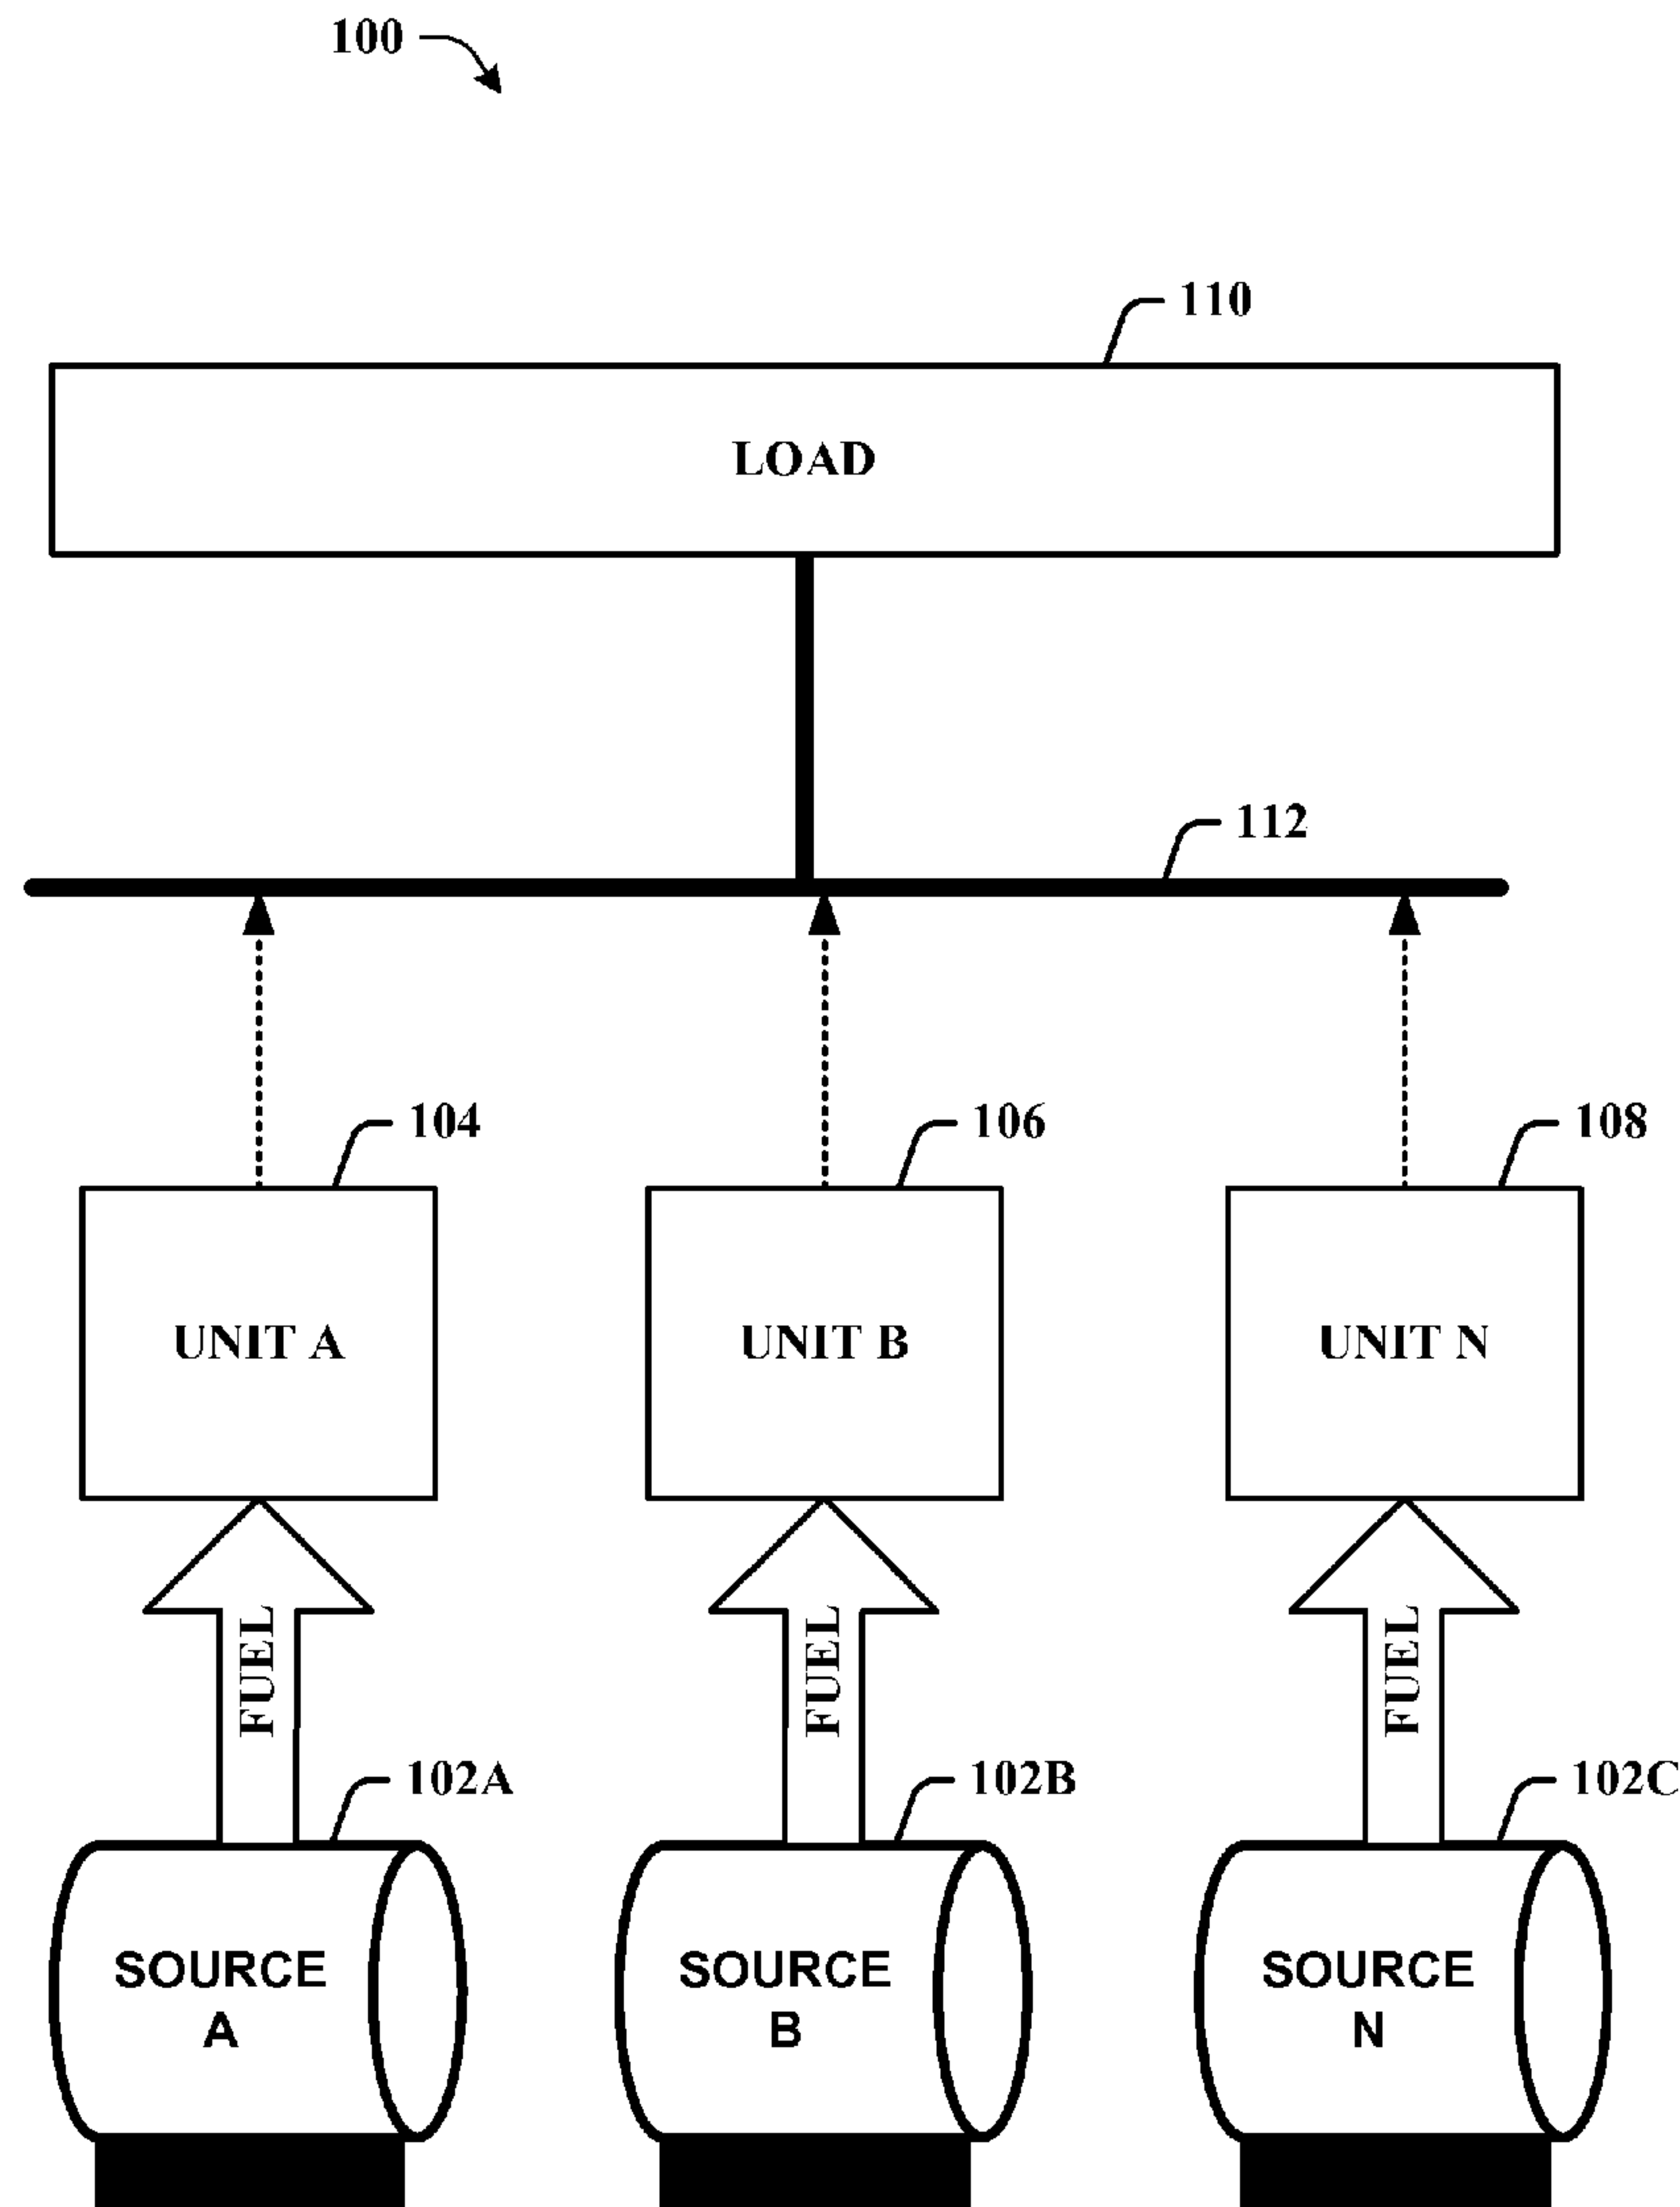 100
110
LOAD
112
104
106
108
UNIT A
UNIT B
UNIT N
FUEL
FUEL
FUEL
102A
102B
102C
SOURCE
A
SOURCE
B
SOURCE
N